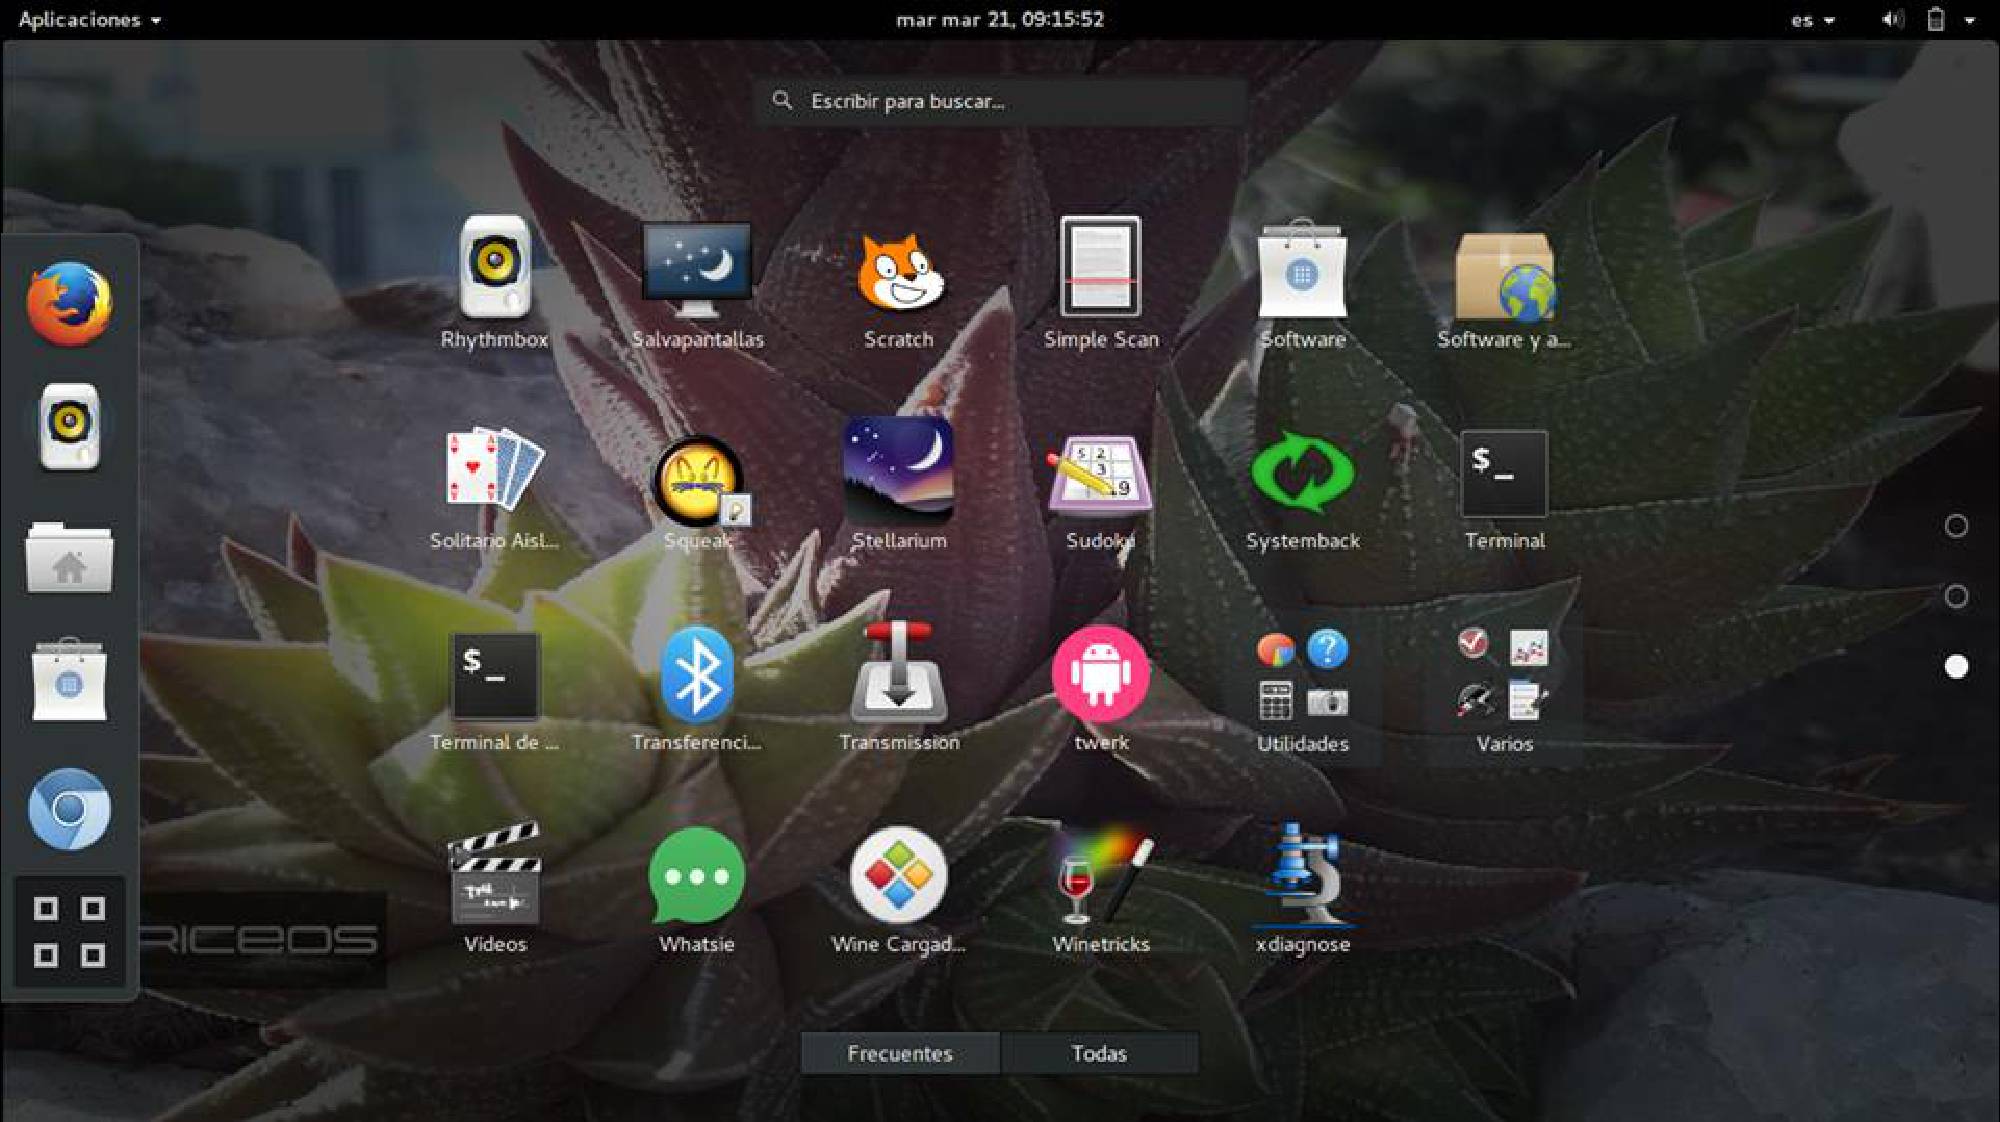 Aplicaciones
mar mar 21, 09:15:52
es
Escribir para buscar...
Rhythmbox
Salvapantallas
Scratch
Simple Scan
Software
Software y a...
Solitario Aisl...
Squeak
Stellarium
Sudoku
Systemback
Terminal
Terminal de ...
Transferenci...
Transmission
twerk
Utilidades
Varios
Videos
Whatsie
Wine Cargad...
Winetricks
xdiagnose
RICEOS
Frecuentes
Todas